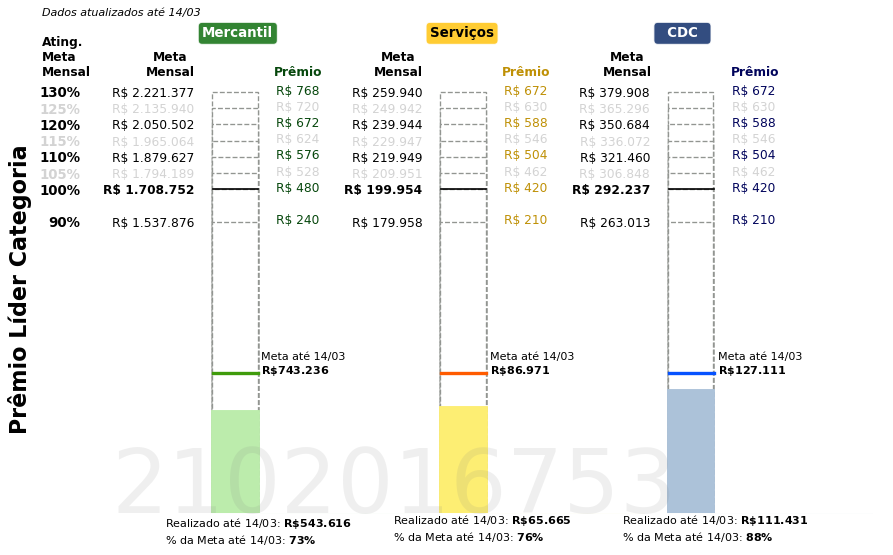 Dados atualizados até 14/03
Mercantil Serviços CDC
Ating.
Meta Meta Meta Meta
Mensal Mensal Prêmio Mensal Prêmio Mensal Prêmio
130% R$ 2.221.377 R$ 768 R$ 259.940 R$ 672 R$ 379.908 R$ 672
125% R$ 2.135.940 R$ 720 R$ 249.942 R$ 630 R$ 365.296 R$ 630
120% R$ 2.050.502 R$ 672 R$ 239.944 R$ 588 R$ 350.684 R$ 588
115% R$ 1.965.064 R$ 624 R$ 229.947 R$ 546 R$ 336.072 R$ 546
110% R$ 1.879.627 R$ 576 R$ 219.949 R$ 504 R$ 321.460 R$ 504
105% R$ 1.794.189 R$ 528 R$ 209.951 R$ 462 R$ 306.848 R$ 462
100% R$ 1.708.752 R$ 480 R$ 199.954 R$ 420 R$ 292.237 R$ 420
90% R$ 1.537.876 R$ 240 R$ 179.958 R$ 210 R$ 263.013 R$ 210
Prêmio Líder Categoria
Meta até 14/03 Meta até 14/03 Meta até 14/03
R$743.236 R$86.971 R$127.111
2102016753
Realizado até 14/03: R$543.616 Realizado até 14/03: R$65.665 Realizado até 14/03: R$111.431
% da Meta até 14/03: 73% % da Meta até 14/03: 76% % da Meta até 14/03: 88%